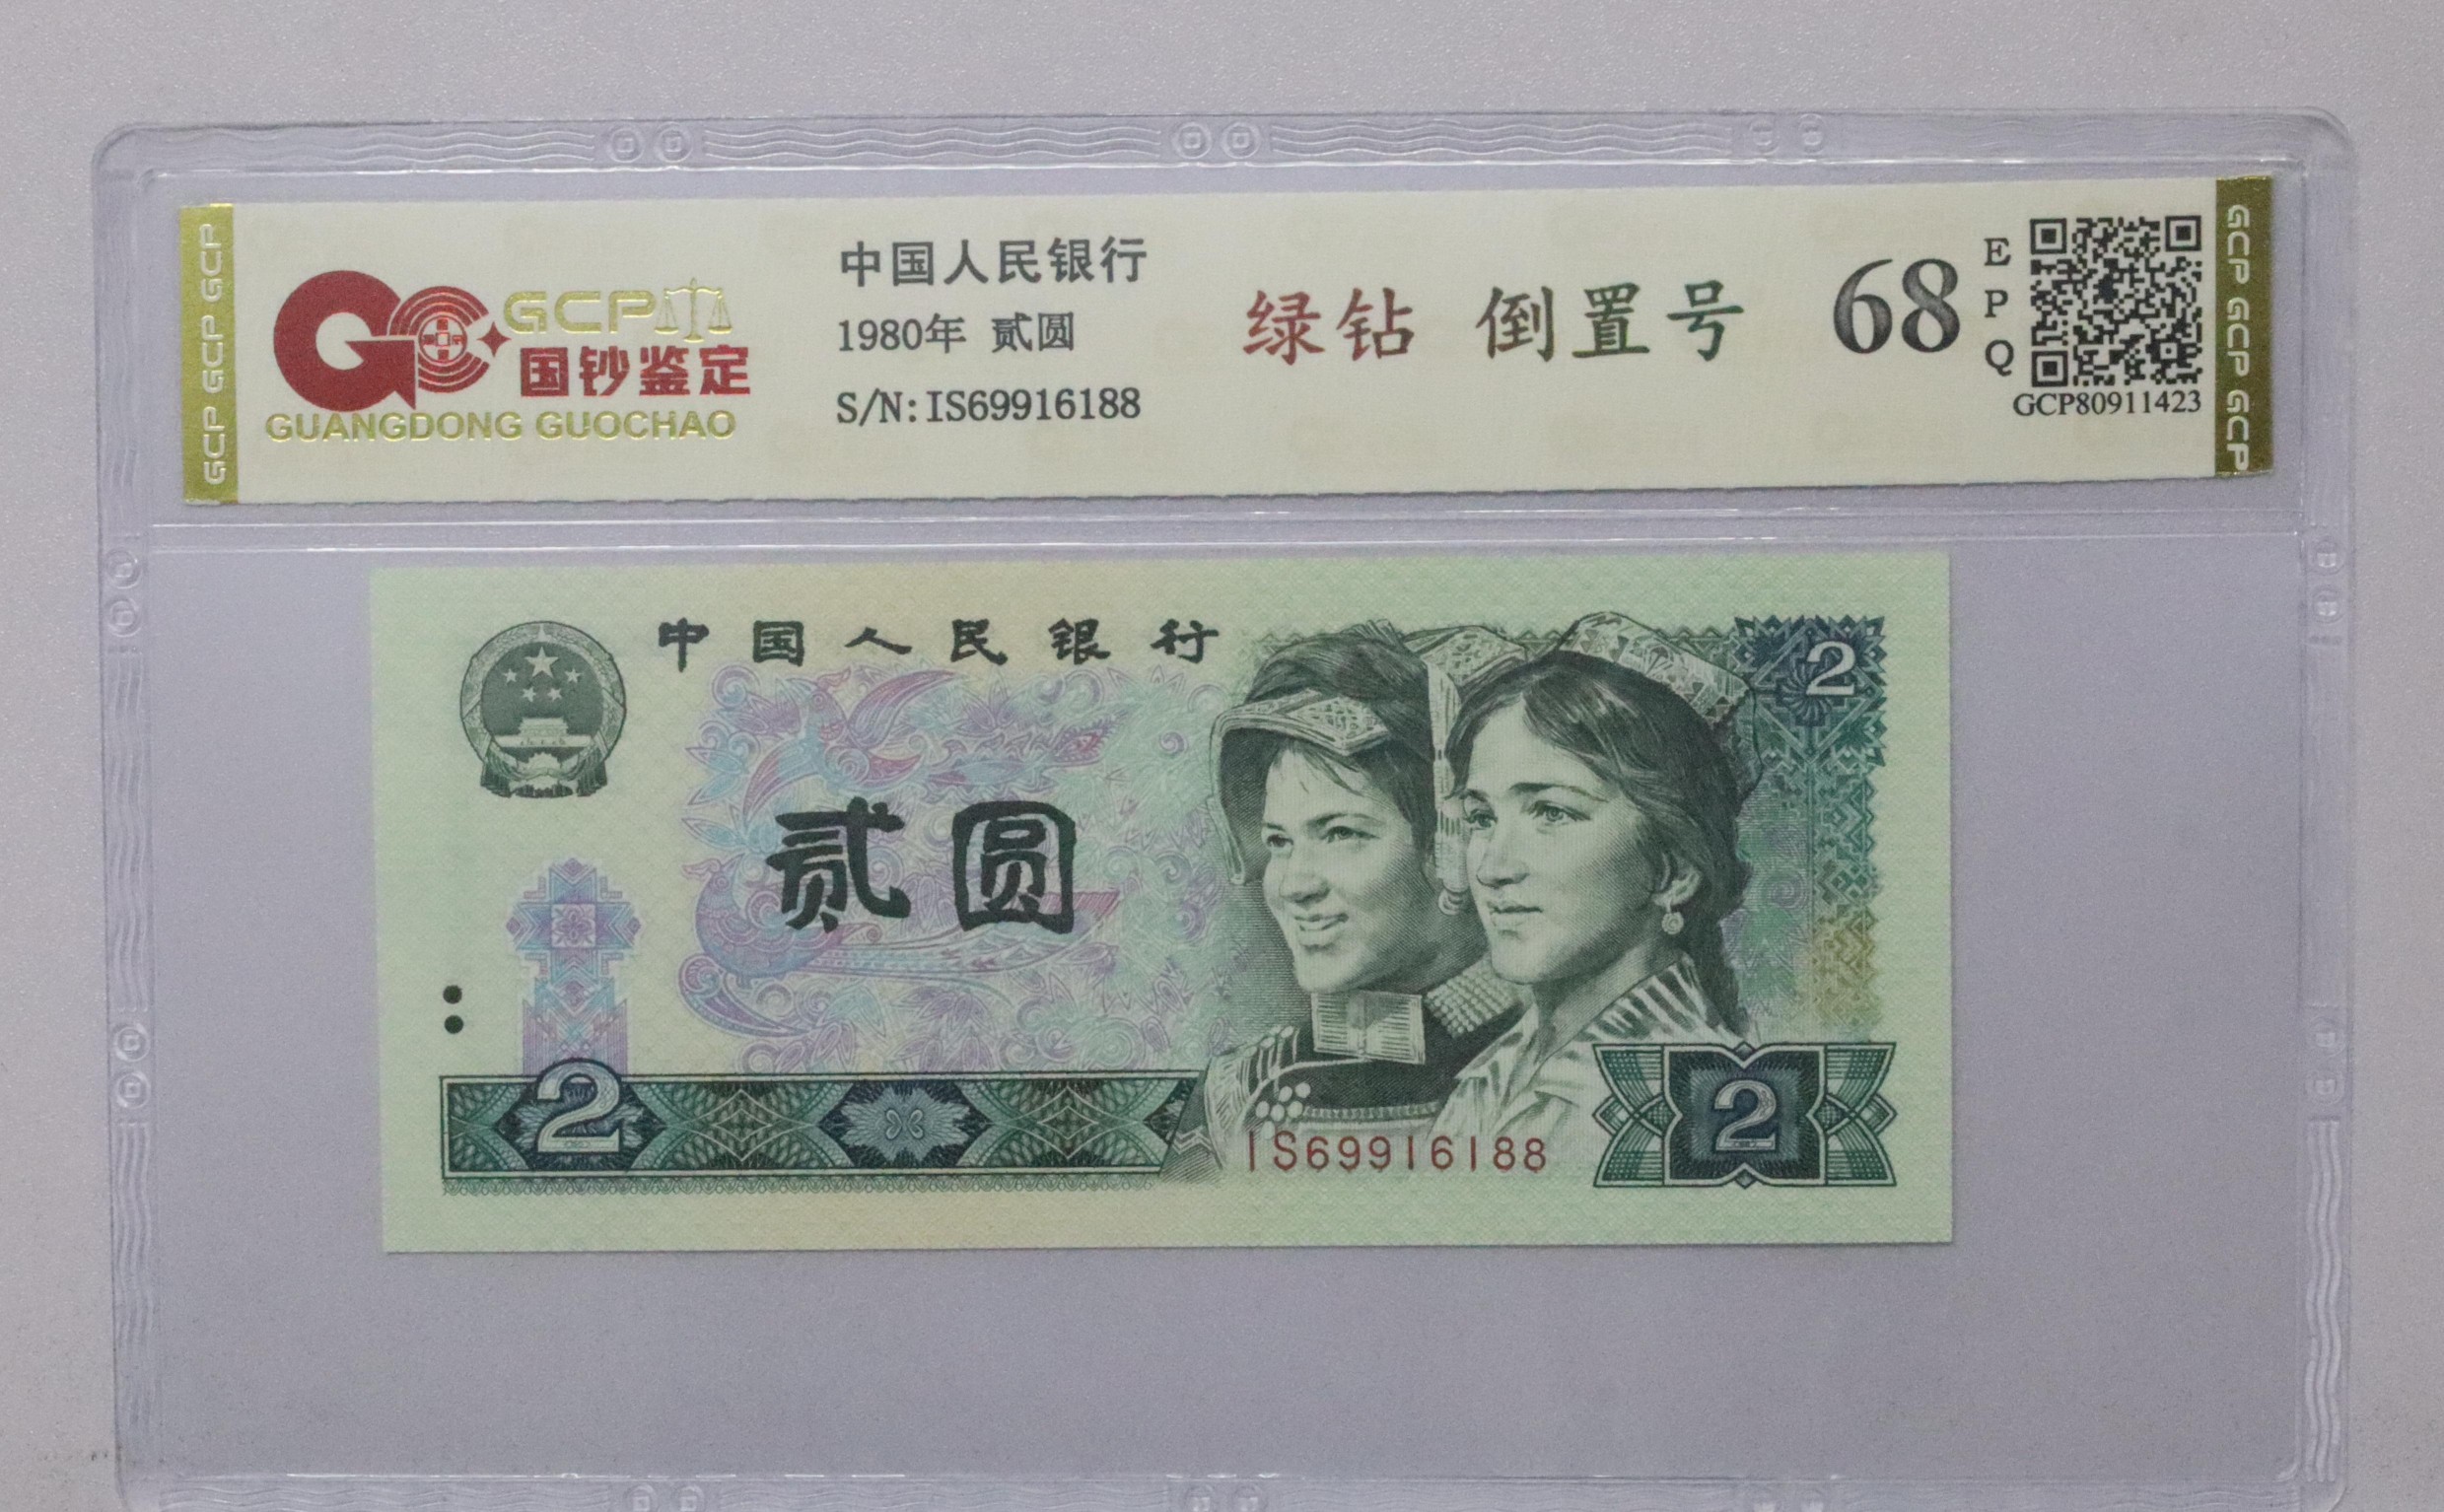 GCP GCP GCP
GCP
国钞鉴定
GUANGDONG GUOCHAO
中国人民银行
1980年 贰圆
S/N:IS69916188
绿钻 倒置号
68
E
P
Q
GCP80911423
GCP GCP GCP
中国人民银行
2
贰圆
2
IS69916188
2